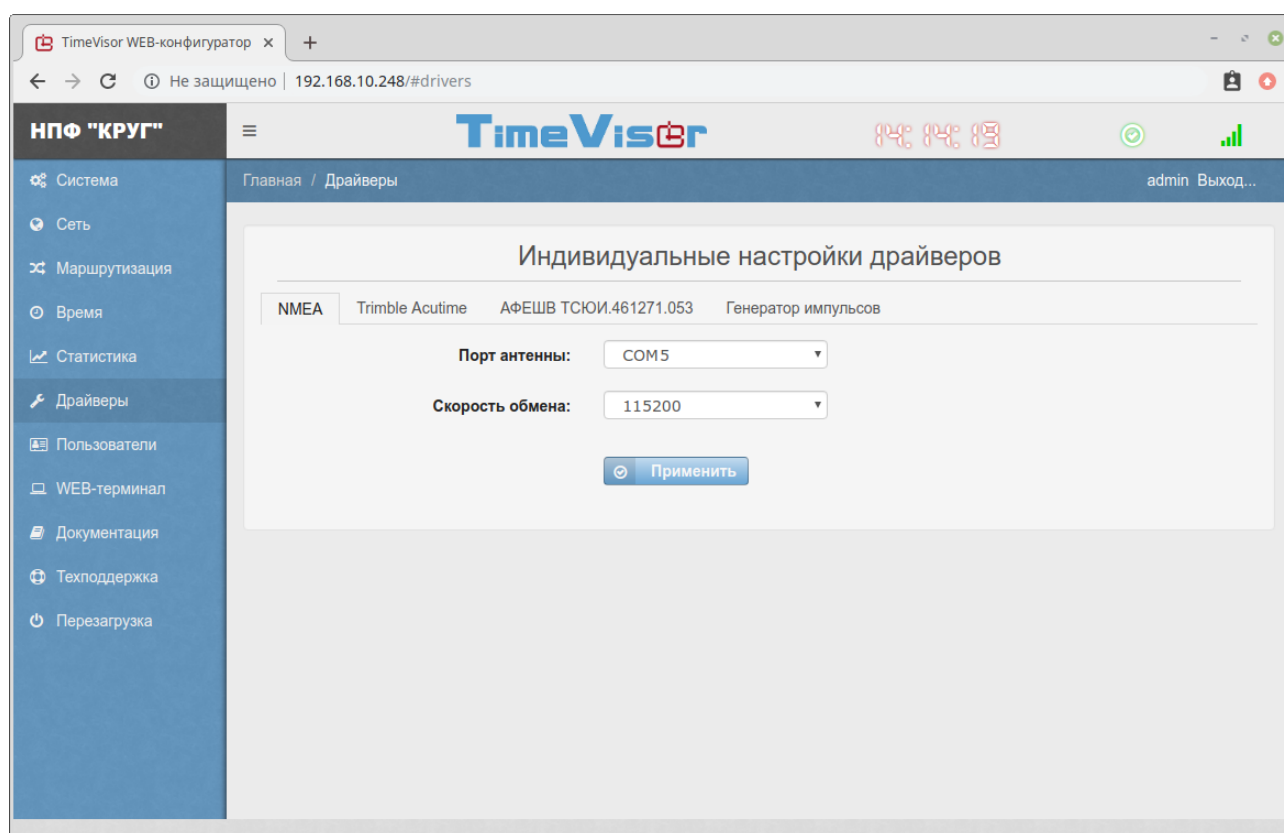 TimeVisor WEB-конфигуратор
Не защищено | 192.168.10.248/#drivers
НПФ "КРУГ"
TimeVisor 14:14:19
Главная / Драйверы admin Выход...
Система
Сеть
Маршрутизация
Время
Статистика
Драйверы
Пользователи
WEB-терминал
Документация
Техподдержка
Перезагрузка
Индивидуальные настройки драйверов
NMEA Trimble Acutime АФЕШВ ТСЮИ.461271.053 Генератор импульсов
Порт антенны: COM5
Скорость обмена: 115200
Применить